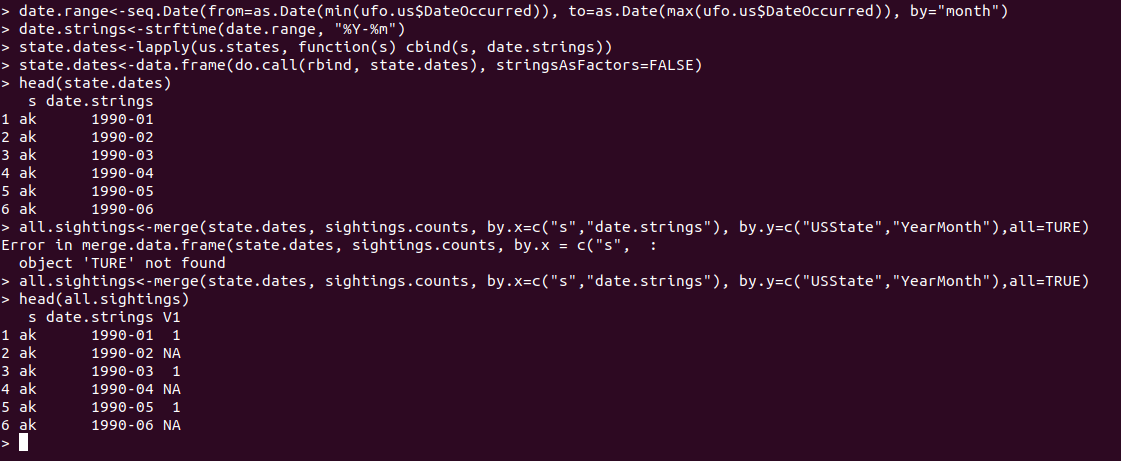 > date.range<-seq.Date(from=as.Date(min(ufo.us$DateOccurred)), to=as.Date(max(ufo.us$DateOccurred)), by="month")
> date.strings<-strftime(date.range, "%Y-%m")
> state.dates<-lapply(us.states, function(s) cbind(s, date.strings))
> state.dates<-data.frame(do.call(rbind, state.dates), stringsAsFactors=FALSE)
> head(state.dates)
   s date.strings
1 ak      1990-01
2 ak      1990-02
3 ak      1990-03
4 ak      1990-04
5 ak      1990-05
6 ak      1990-06
> all.sightings<-merge(state.dates, sightings.counts, by.x=c("s","date.strings"), by.y=c("USState","YearMonth"),all=TURE)
Error in merge.data.frame(state.dates, sightings.counts, by.x = c("s",  :
  object 'TURE' not found
> all.sightings<-merge(state.dates, sightings.counts, by.x=c("s","date.strings"), by.y=c("USState","YearMonth"),all=TRUE)
> head(all.sightings)
   s date.strings V1
1 ak      1990-01  1
2 ak      1990-02 NA
3 ak      1990-03  1
4 ak      1990-04 NA
5 ak      1990-05  1
6 ak      1990-06 NA
>